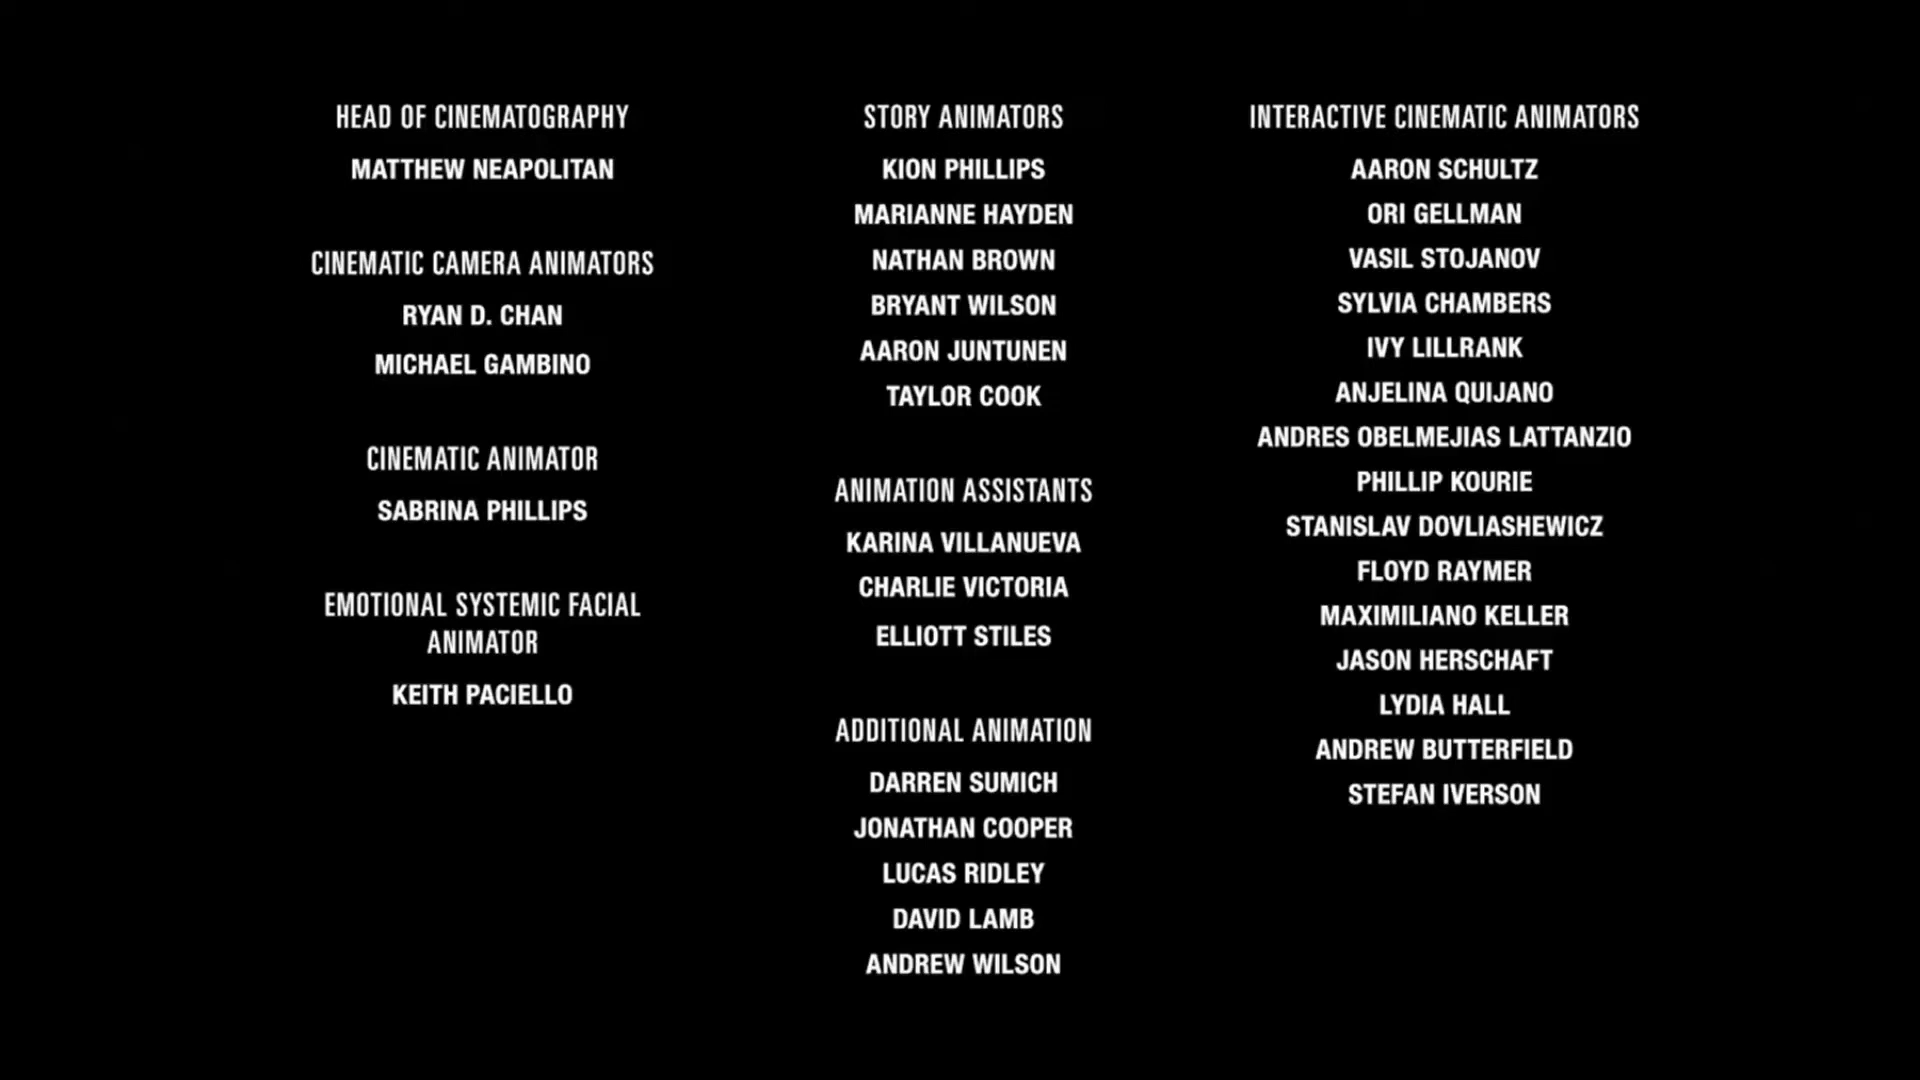 HEAD OF CINEMATOGRAPHY
MATTHEW NEAPOLITAN
CINEMATIC CAMERA ANIMATORS
RYAN D. CHAN
MICHAEL GAMBINO
CINEMATIC ANIMATOR
SABRINA PHILLIPS
EMOTIONAL SYSTEMIC FACIAL
ANIMATOR
KEITH PACIELLO
STORY ANIMATORS
KION PHILLIPS
MARIANNE HAYDEN
NATHAN BROWN
BRYANT WILSON
AARON JUNTUNEN
TAYLOR COOK
ANIMATION ASSISTANTS
KARINA VILLANUEVA
CHARLIE VICTORIA
ELLIOTT STILES
ADDITIONAL ANIMATION
DARREN SUMICH
JONATHAN COOPER
LUCAS RIDLEY
DAVID LAMB
ANDREW WILSON
INTERACTIVE CINEMATIC ANIMATORS
AARON SCHULTZ
ORI GELLMAN
VASIL STOJANOV
SYLVIA CHAMBERS
IVY LILLRANK
ANJELINA QUIJANO
ANDRES OBELMEJIAS LATTANZIO
PHILLIP KOURIE
STANISLAV DOVLIASHEWICZ
FLOYD RAYMER
MAXIMILIANO KELLER
JASON HERSCHAFT
LYDIA HALL
ANDREW BUTTERFIELD
STEFAN IVERSON